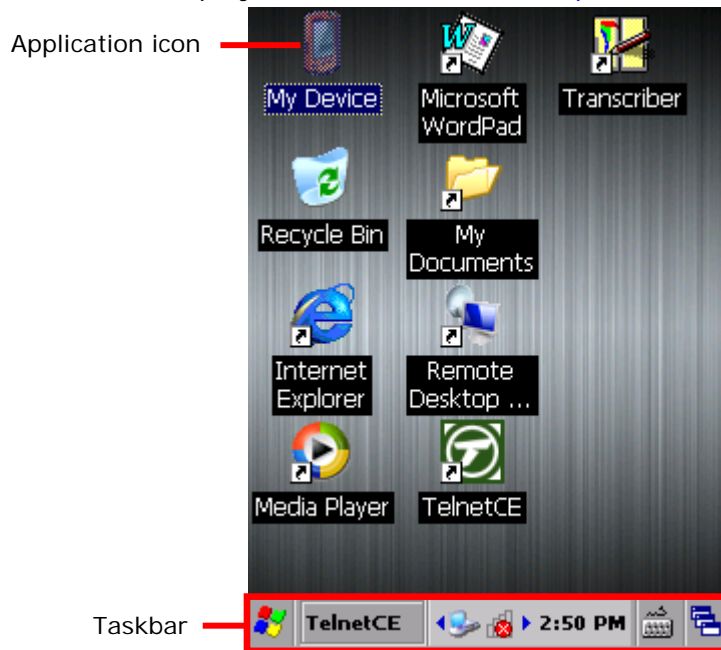 Application icon
My Device
Microsoft
WordPad
Transcriber
Recycle Bin
My
Documents
Internet
Explorer
Remote
Desktop ...
Media Player
TelnetCE
Taskbar
TelnetCE
2:50 PM